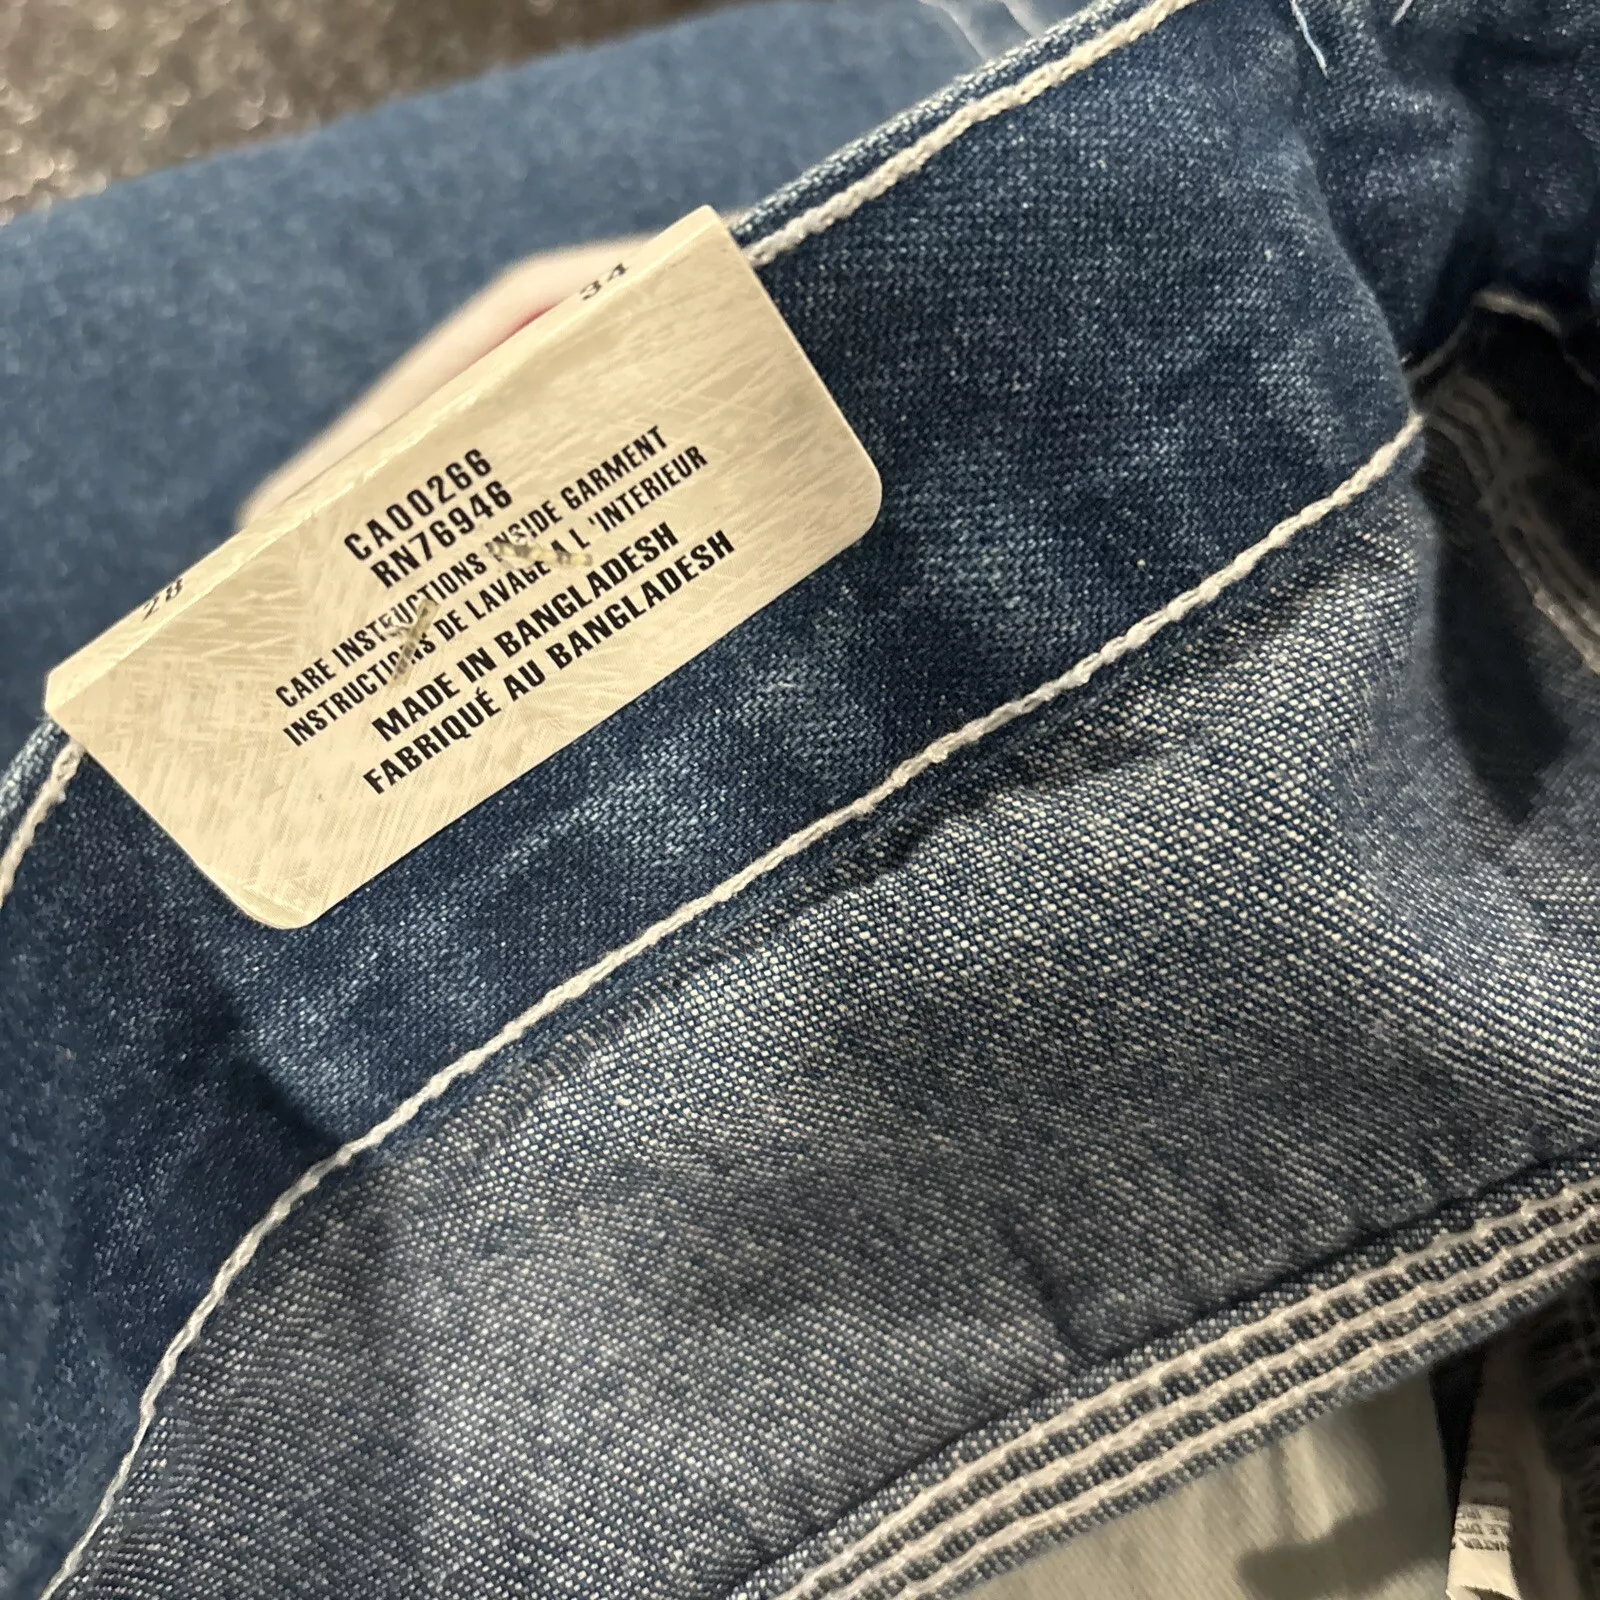 28 34
CA00266
RN76946
CARE INSTRUCTIONS INSIDE GARMENT
INSTRUCTIONS DE LAVAGE A L'INTERIEUR
MADE IN BANGLADESH
FABRIQUÉ AU BANGLADESH